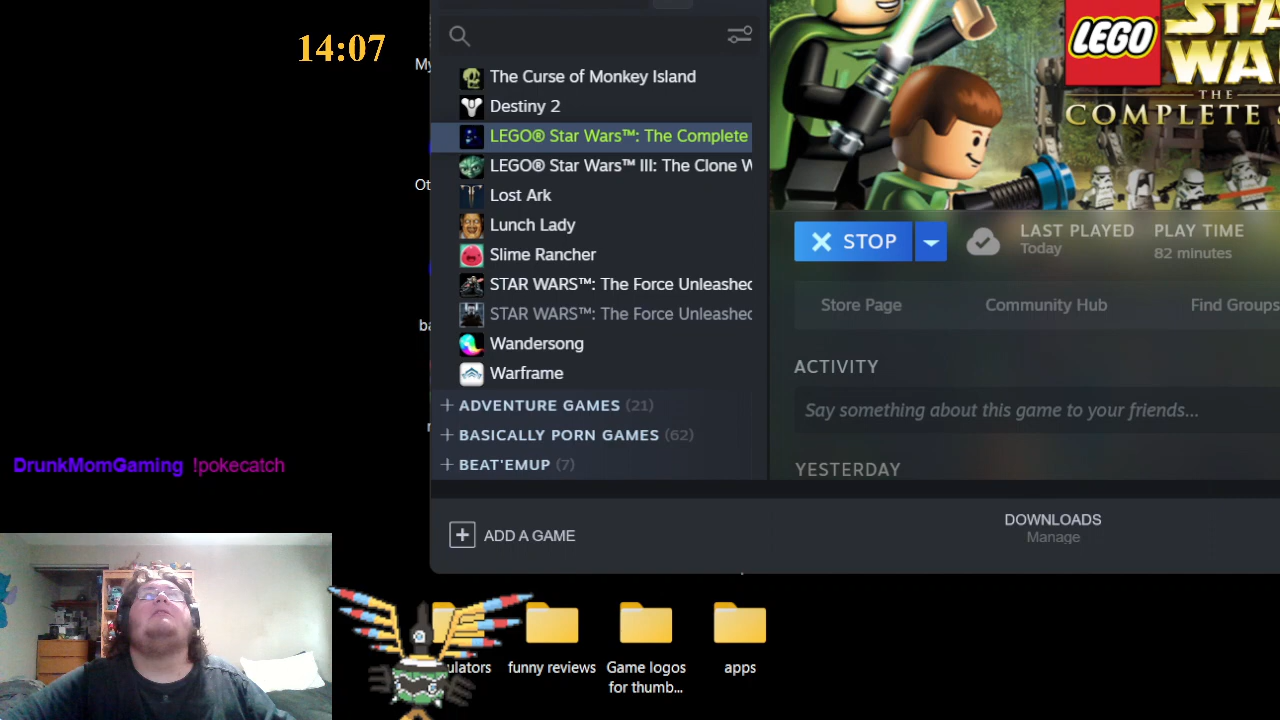 14:07
My
Ot
ba
The Curse of Monkey Island
Destiny 2
LEGO® Star Wars™: The Complete
LEGO® Star Wars™ III: The Clone W
Lost Ark
Lunch Lady
Slime Rancher
STAR WARS™: The Force Unleashed
STAR WARS™: The Force Unleashed
Wandersong
Warframe
+ ADVENTURE GAMES (21)
+ BASICALLY PORN GAMES (62)
+ BEAT'EMUP (7)
+ ADD A GAME
LEGO
STA
WA
THE
COMPLETE S
STOP
LAST PLAYED
Today
PLAY TIME
82 minutes
Store Page
Community Hub
Find Groups
ACTIVITY
Say something about this game to your friends...
YESTERDAY
DOWNLOADS
Manage
DrunkMomGaming !pokecatch
ulators
funny reviews
Game logos
for thumb...
apps